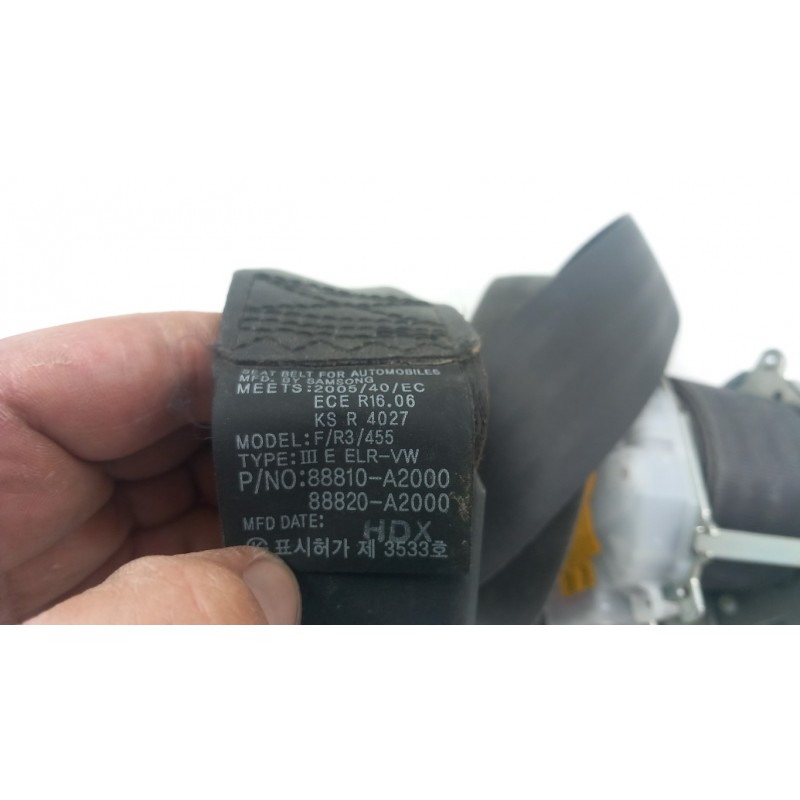 SEAT BELT FOR AUTOMOBILES
MFD. BY SAMSONG
MEETS:2005/40/EC
ECE R16.06
KS R 4027
MODEL:F/R3/455
TYPE:III E ELR-VW
P/NO:88810-A2000
88820-A2000
MFD DATE: HDX
표시허가 제 3533호